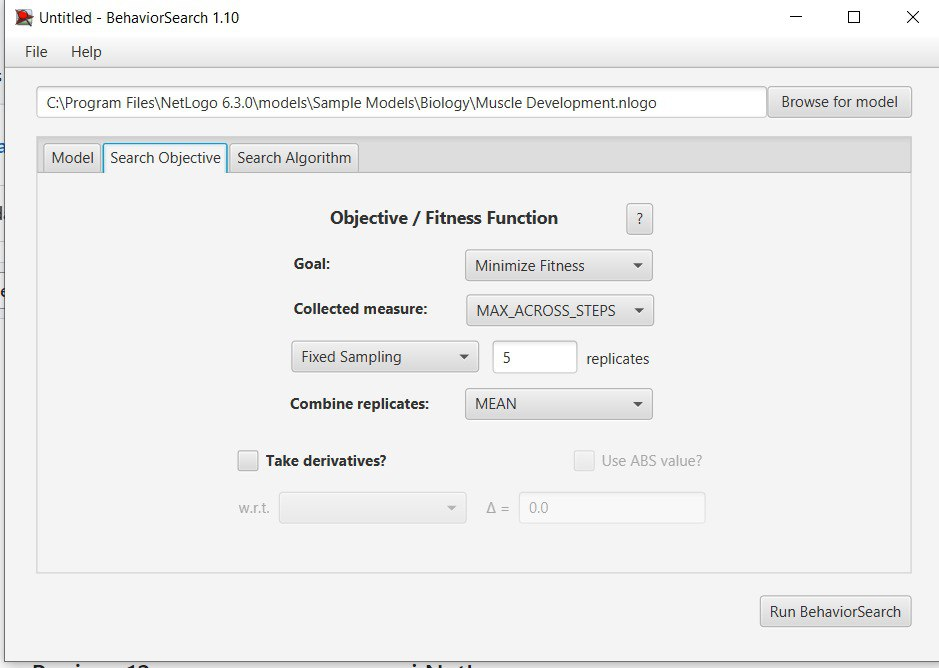 Untitled - BehaviorSearch 1.10
File Help
C:\Program Files\NetLogo 6.3.0\models\Sample Models\Biology\Muscle Development.nlogo Browse for model
Model Search Objective Search Algorithm
Objective / Fitness Function ?
Goal: Minimize Fitness
Collected measure: MAX_ACROSS_STEPS
Fixed Sampling 5 replicates
Combine replicates: MEAN
Take derivatives? Use ABS value?
w.r.t. Δ = 0.0
Run BehaviorSearch